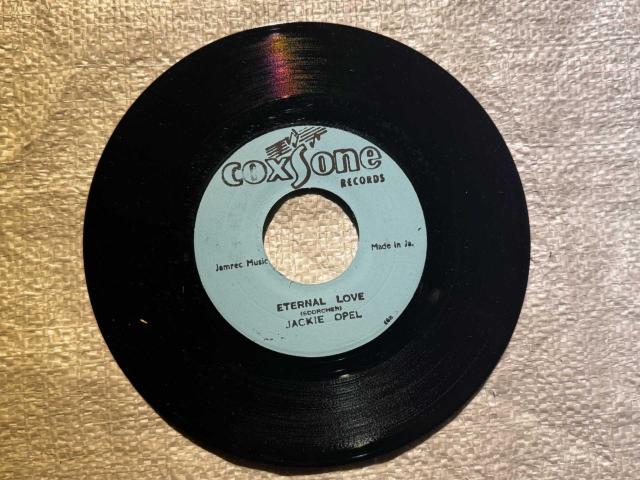 coxsone
RECORDS
Jamrec Music
Made in Ja.
ETERNAL LOVE
(SCORCHER)
JACKIE OPEL